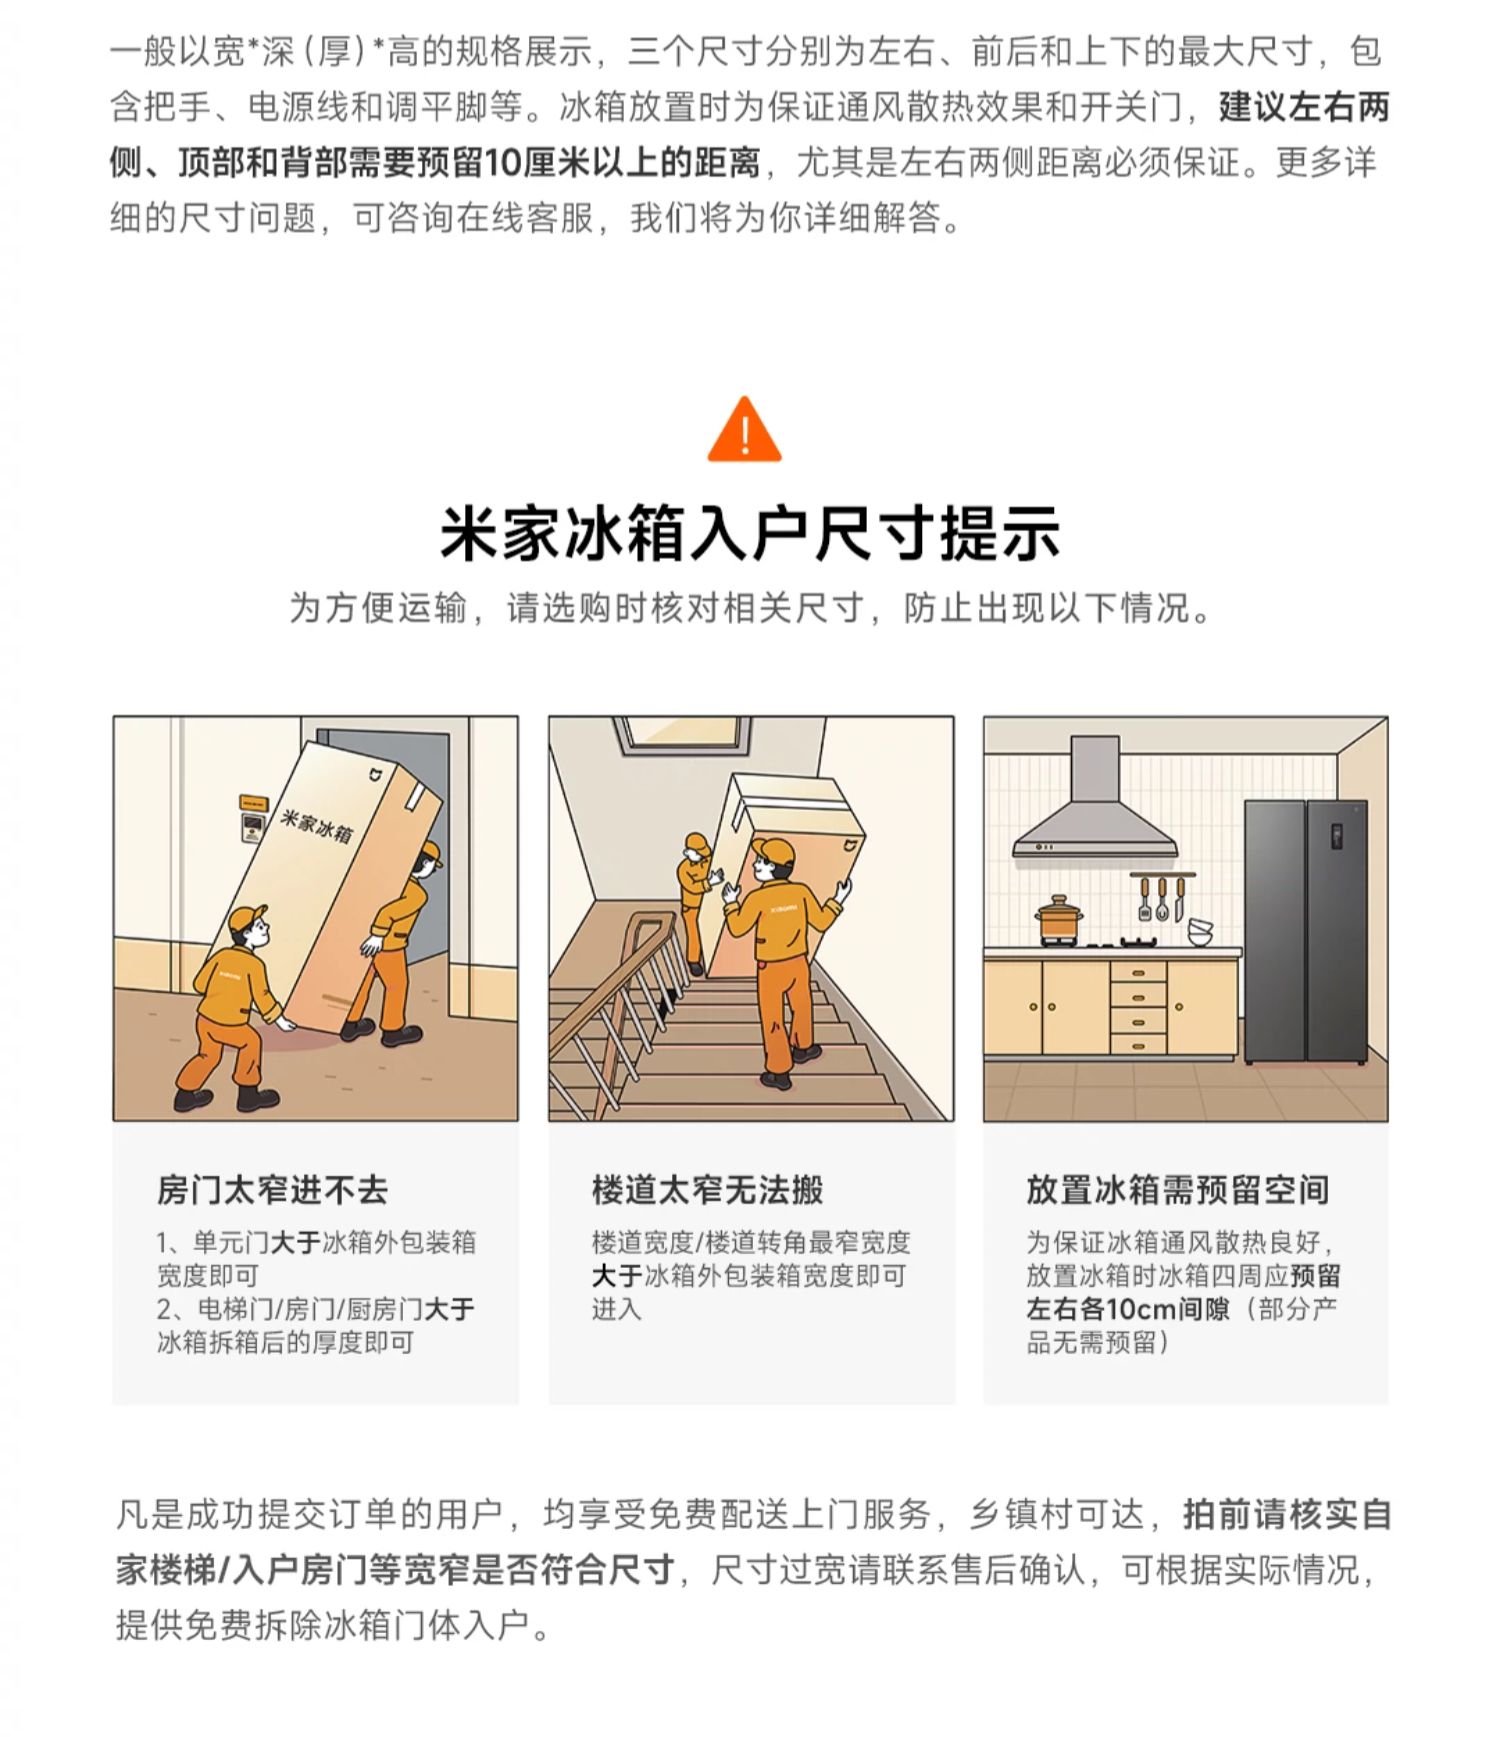 一般以宽*深（厚）*高的规格展示，三个尺寸分别为左右、前后和上下的最大尺寸，包
含把手、电源线和调平脚等。冰箱放置时为保证通风散热效果和开关门，建议左右两
侧、顶部和背部需要预留10厘米以上的距离，尤其是左右两侧距离必须保证。更多详
细的尺寸问题，可咨询在线客服，我们将为你详细解答。
!
米家冰箱入户尺寸提示
为方便运输，请选购时核对相关尺寸，防止出现以下情况。
米家冰箱
xiaomi
xiaomi
房门太窄进不去
1、单元门大于冰箱外包装箱
宽度即可
2、电梯门/房门/厨房门大于
冰箱拆箱后的厚度即可
楼道太窄无法搬
楼道宽度/楼道转角最窄宽度
大于冰箱外包装箱宽度即可
进入
放置冰箱需预留空间
为保证冰箱通风散热良好，
放置冰箱时冰箱四周应预留
左右各10cm间隙（部分产
品无需预留）
凡是成功提交订单的用户，均享受免费配送上门服务，乡镇村可达，拍前请核实自
家楼梯/入户房门等宽窄是否符合尺寸，尺寸过宽请联系售后确认，可根据实际情况，
提供免费拆除冰箱门体入户。